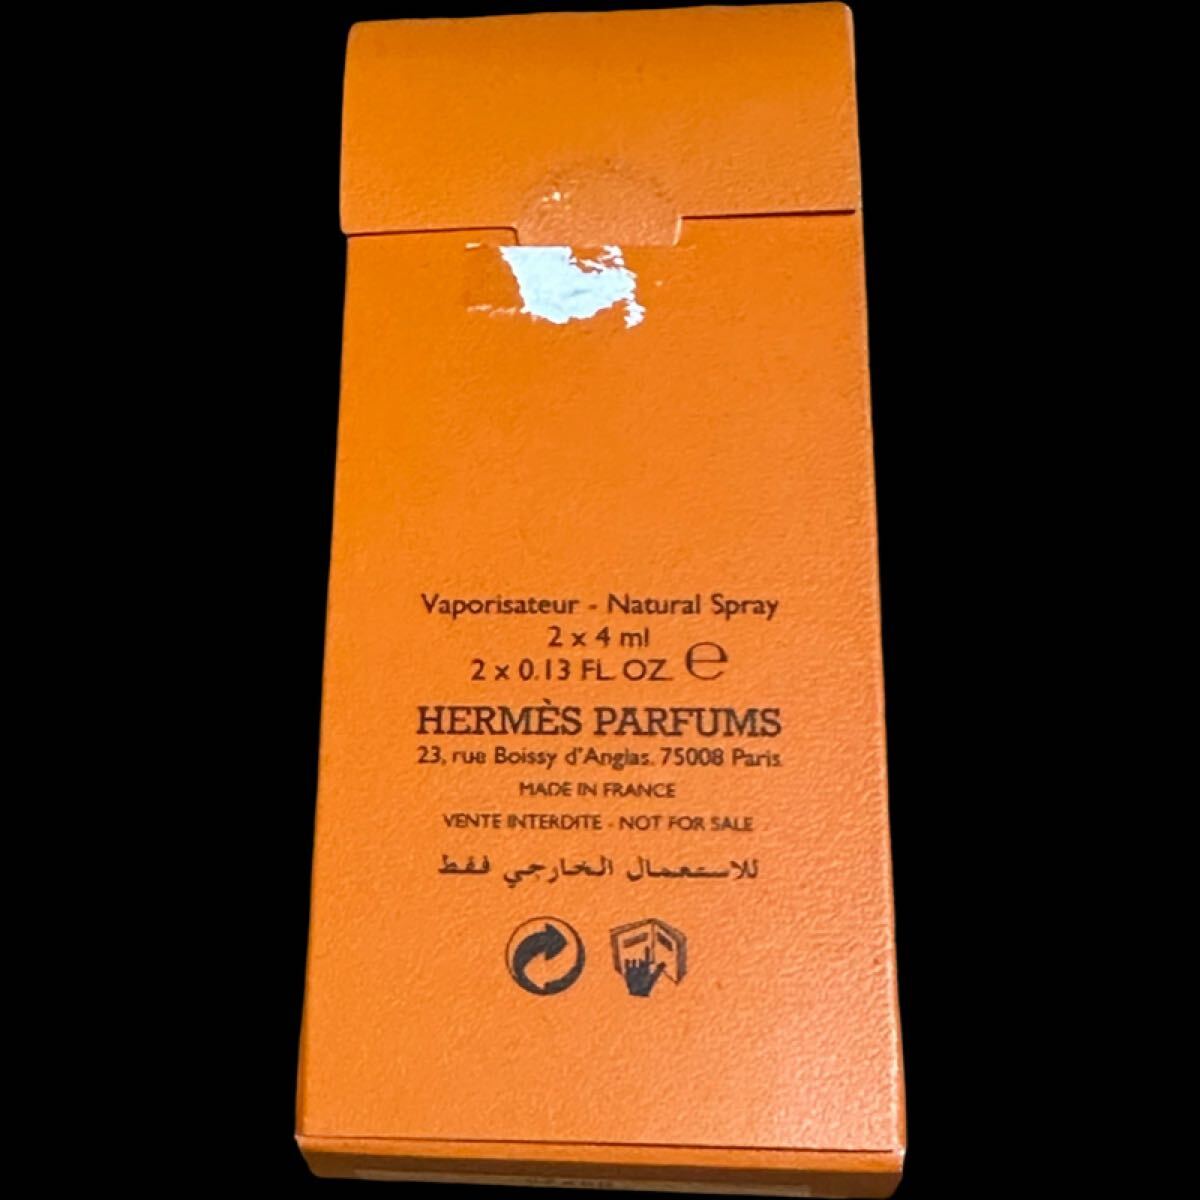 Vaporisateur - Natural Spray
2 x 4 ml
2 x 0.13 FL. OZ. ℮
HERMÈS PARFUMS
23, rue Boissy d'Anglas. 75008 Paris
MADE IN FRANCE
VENTE INTERDITE - NOT FOR SALE
للاستعمال الخارجي فقط